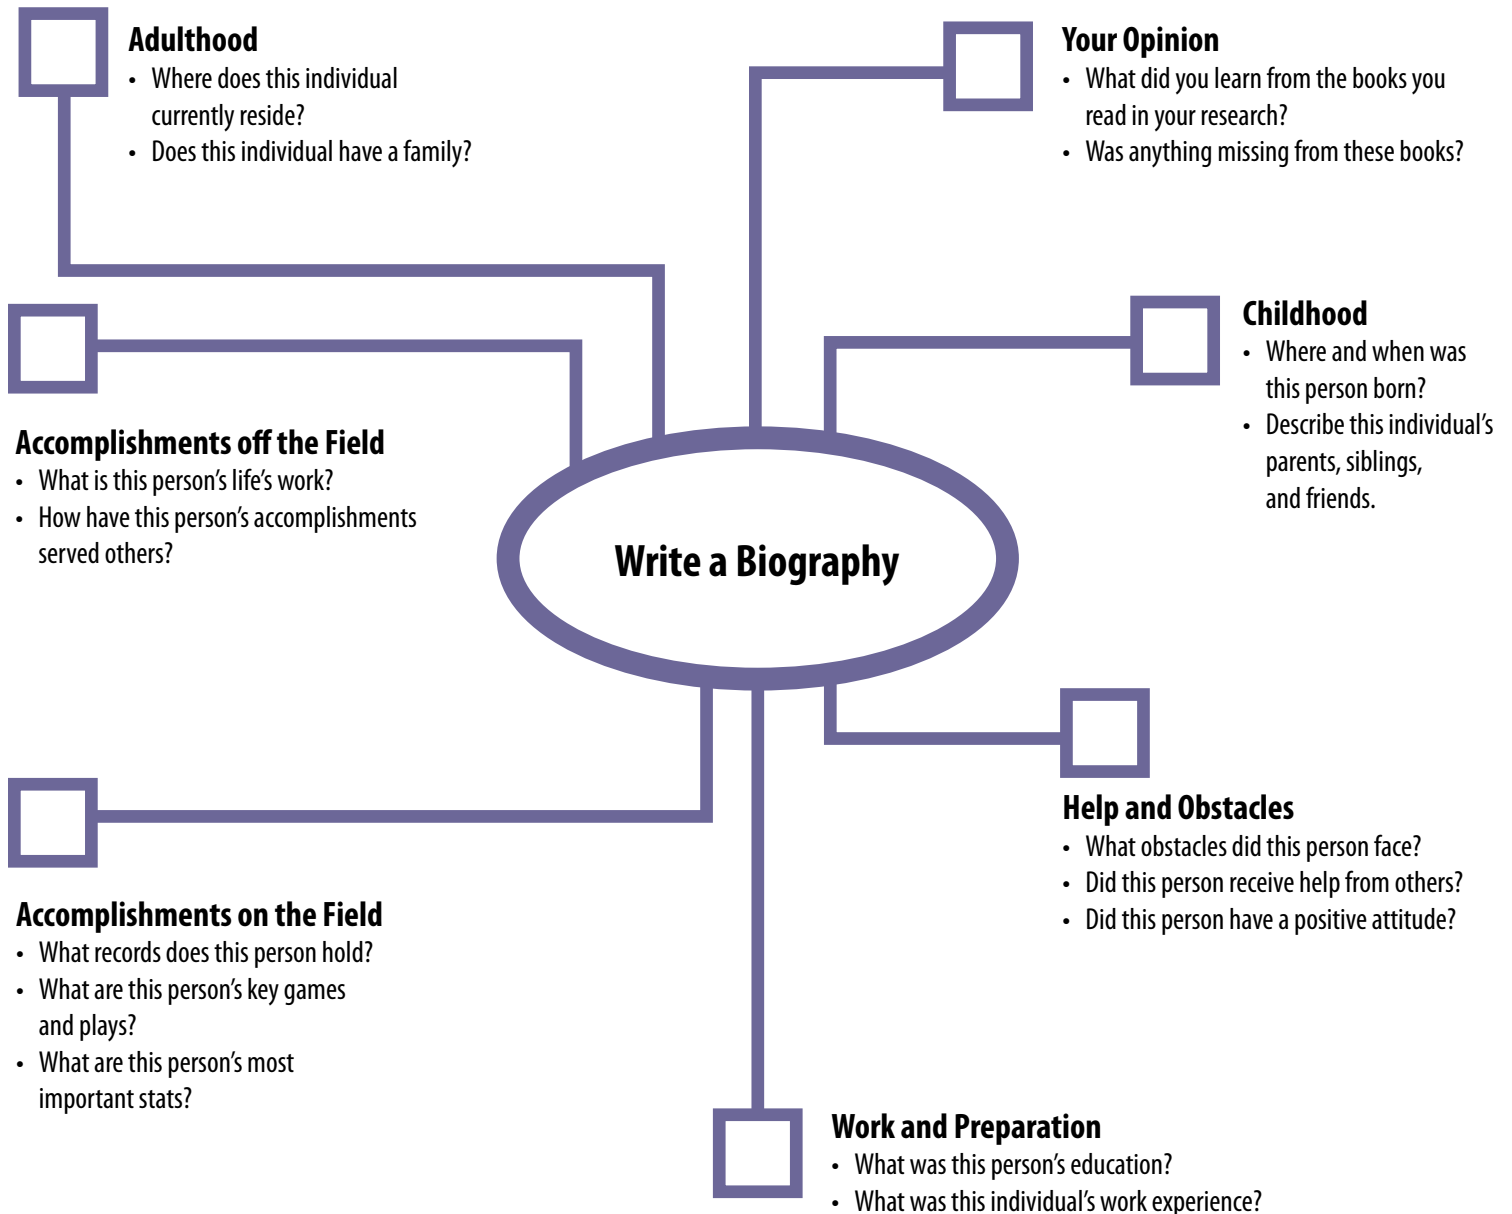 Adulthood
• Where does this individual
currently reside?
• Does this individual have a family?
Your Opinion
• What did you learn from the books you
read in your research?
• Was anything missing from these books?
Childhood
• Where and when was
this person born?
• Describe this individual’s
parents, siblings,
and friends.
Accomplishments off the Field
• What is this person’s life’s work?
• How have this person’s accomplishments
served others?
Write a Biography
Help and Obstacles
• What obstacles did this person face?
• Did this person receive help from others?
• Did this person have a positive attitude?
Accomplishments on the Field
• What records does this person hold?
• What are this person’s key games
and plays?
• What are this person’s most
important stats?
Work and Preparation
• What was this person’s education?
• What was this individual’s work experience?